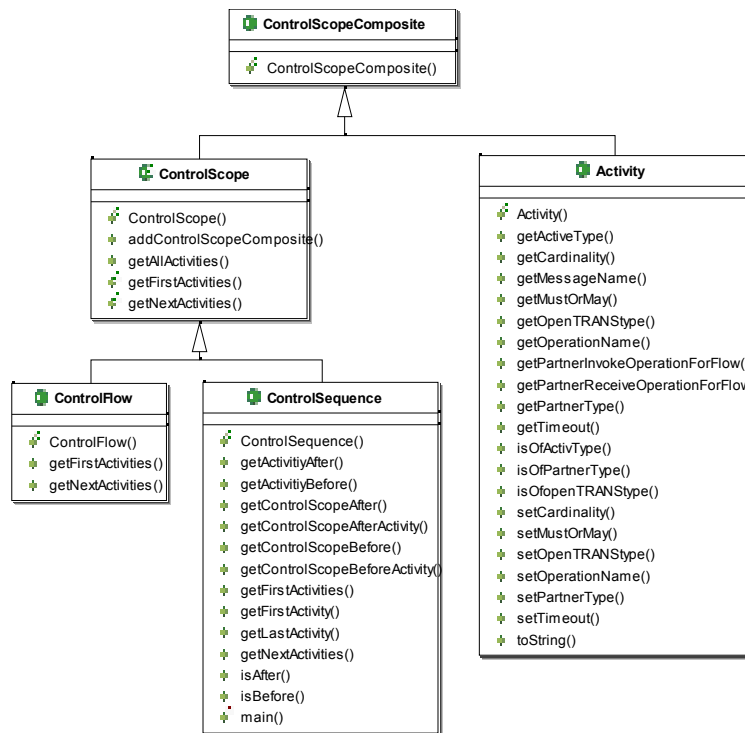 ControlScopeComposite
ControlScopeComposite()
ControlScope
ControlScope()
addControlScopeComposite()
getAllActivities()
getFirstActivities()
getNextActivities()
Activity
Activity()
getActiveType()
getCardinality()
getMessageName()
getMustOrMay()
getOpenTRANStype()
getOperationName()
getPartnerInvokeOperationForFlow(
getPartnerReceiveOperationForFlow
getPartnerType()
getTimeout()
isOfActivType()
isOfPartnerType()
isOfopenTRANStype()
setCardinality()
setMustOrMay()
setOpenTRANStype()
setOperationName()
setPartnerType()
setTimeout()
toString()
ControlFlow
ControlFlow()
getFirstActivities()
getNextActivities()
ControlSequence
ControlSequence()
getActivitiyAfter()
getActivitiyBefore()
getControlScopeAfter()
getControlScopeAfterActivity()
getControlScopeBefore()
getControlScopeBeforeActivity()
getFirstActivities()
getFirstActivity()
getLastActivity()
getNextActivities()
isAfter()
isBefore()
main()